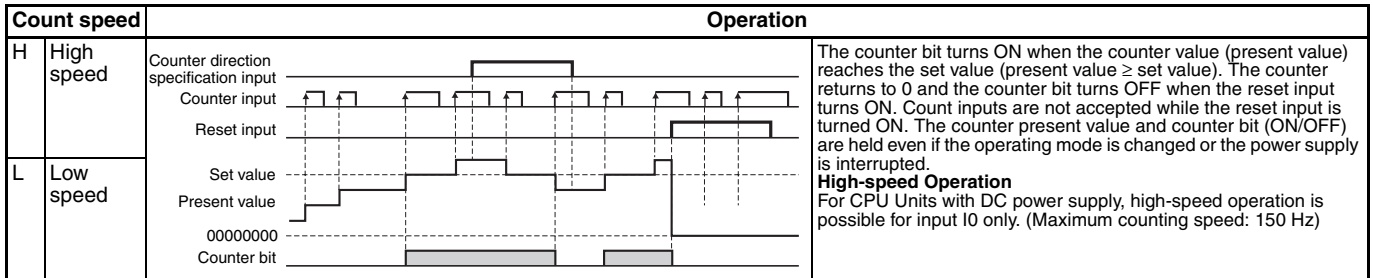 Count speed
Operation
H
High speed
Counter direction
specification input
Counter input
Reset input
L
Low speed
Set value
Present value
00000000
Counter bit
The counter bit turns ON when the counter value (present value)
reaches the set value (present value ≥ set value). The counter
returns to 0 and the counter bit turns OFF when the reset input
turns ON. Count inputs are not accepted while the reset input is
turned ON. The counter present value and counter bit (ON/OFF)
are held even if the operating mode is changed or the power supply
is interrupted.
High-speed Operation
For CPU Units with DC power supply, high-speed operation is
possible for input I0 only. (Maximum counting speed: 150 Hz)